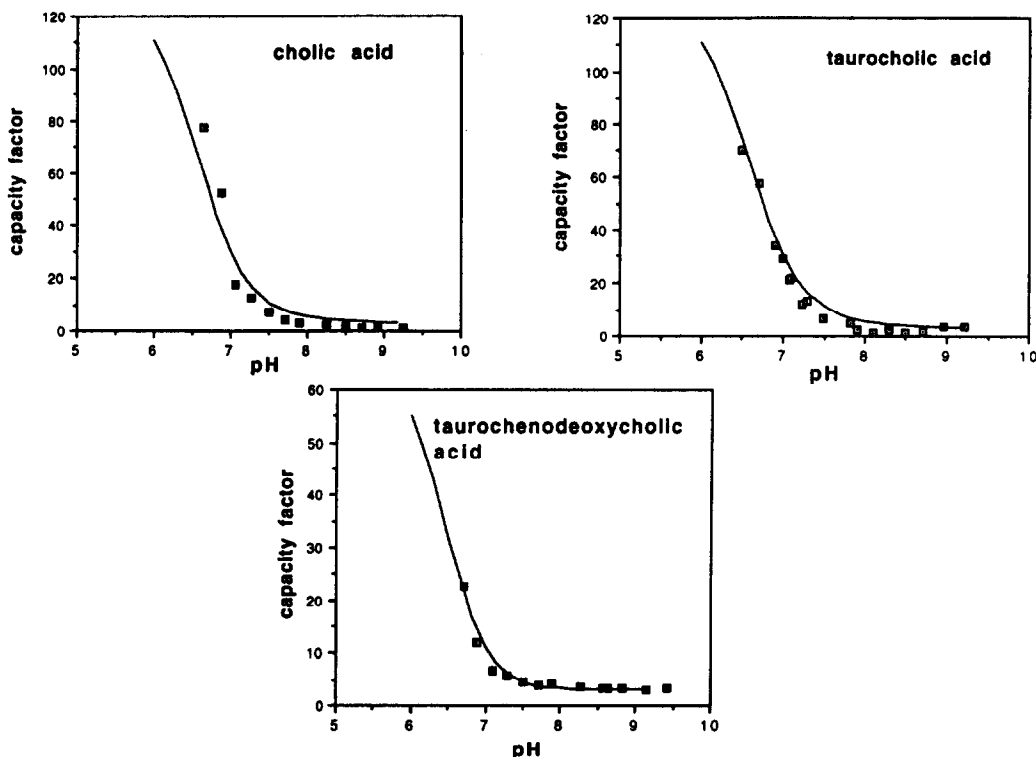 cholic acid
capacity factor
120
100
80
60
40
20
0
5 6 7 8 9 10
pH
taurocholic acid
capacity factor
120
100
80
60
40
20
0
5 6 7 8 9 10
pH
taurochenodeoxycholic
acid
capacity factor
60
50
40
30
20
10
0
5 6 7 8 9 10
pH